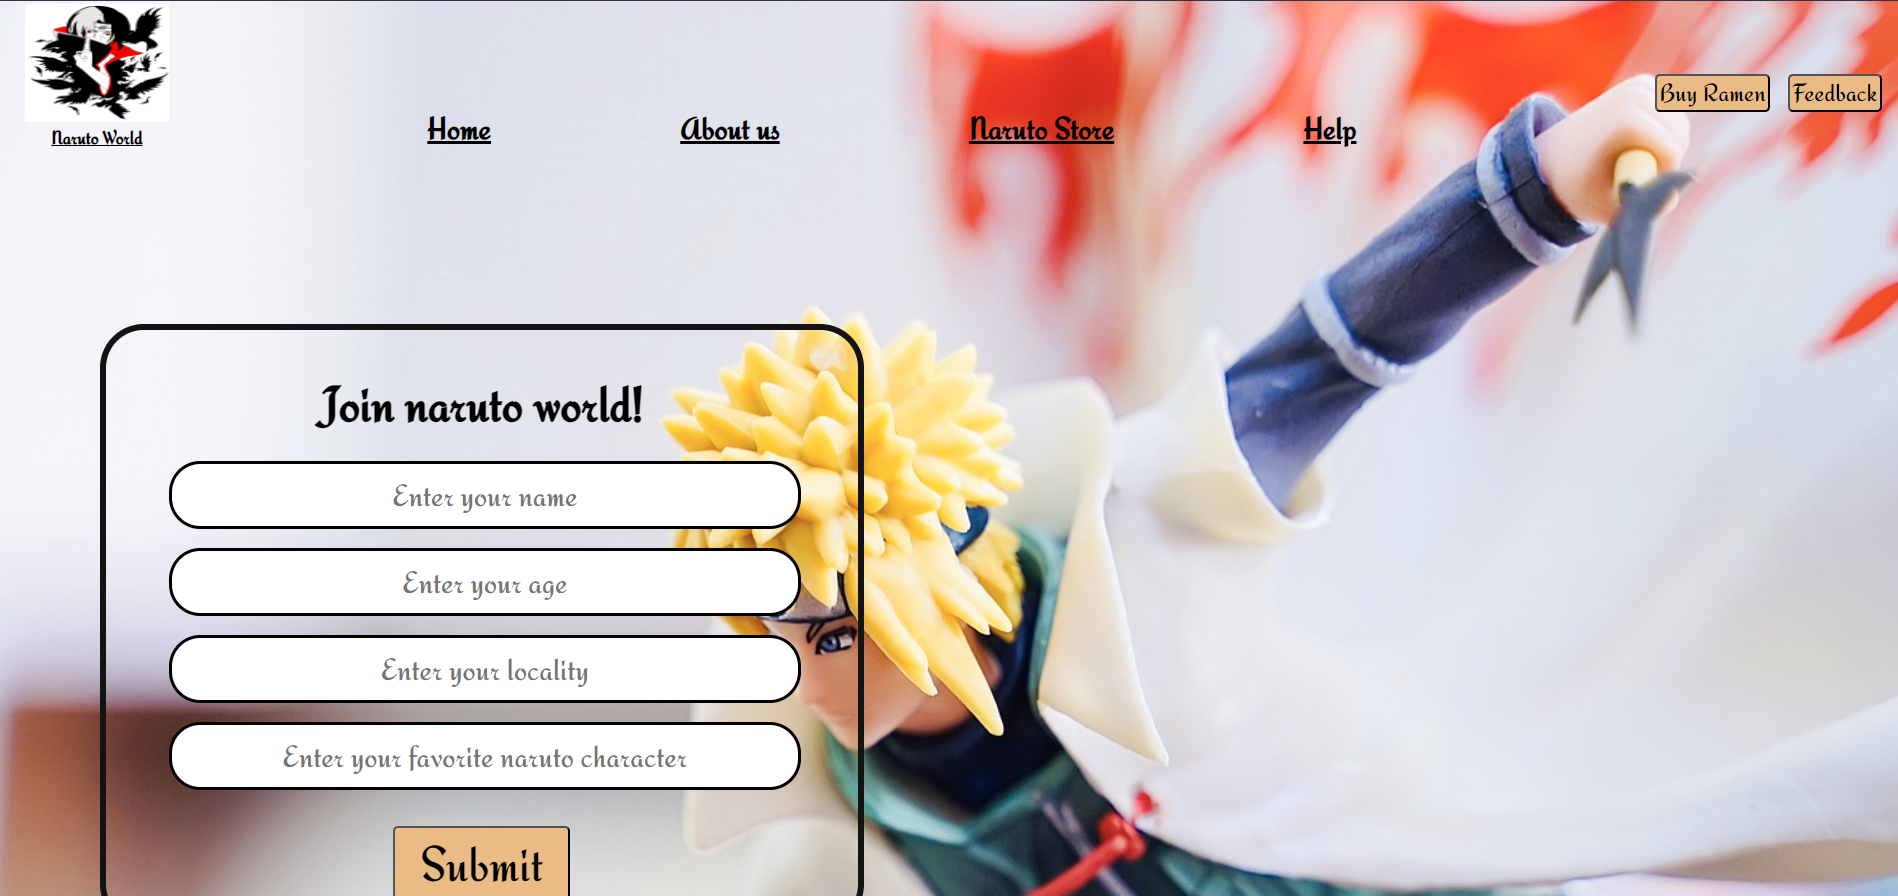 Naruto World
Home
About us
Naruto Store
Help
Buy Ramen
Feedback
Join naruto world!
Enter your name
Enter your age
Enter your locality
Enter your favorite naruto character
Submit